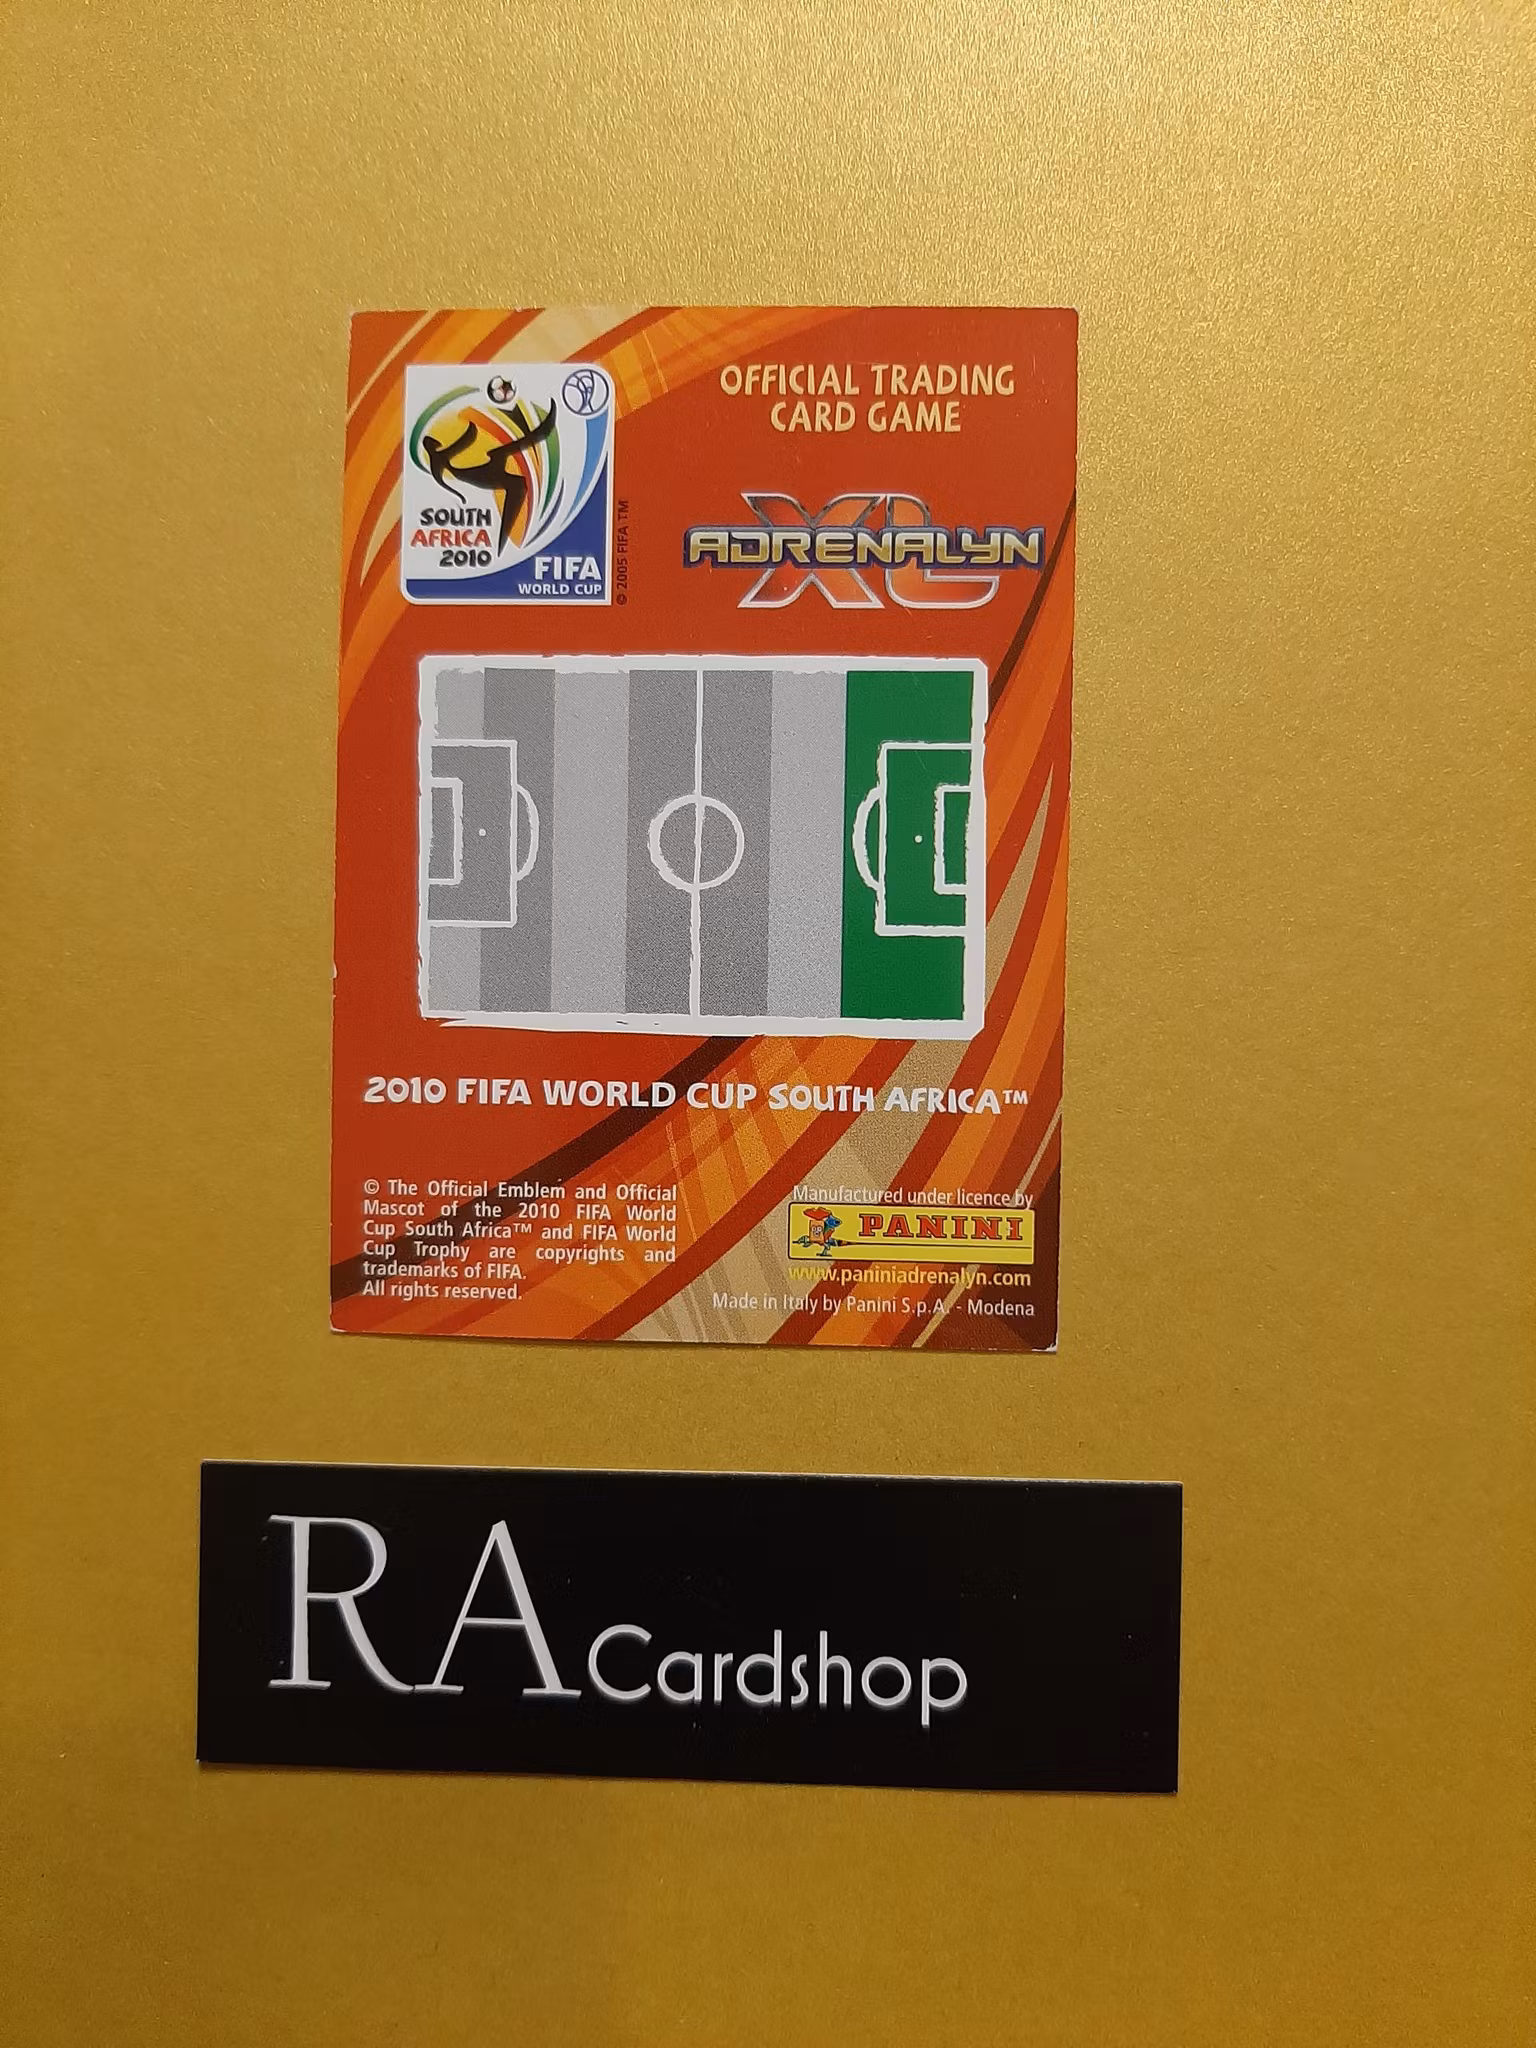 OFFICIAL TRADING
CARD GAME
SOUTH
AFRICA
2010
FIFA
WORLD CUP
© 2005 FIFA TM
ADRENALYN
XL
2010 FIFA WORLD CUP SOUTH AFRICA™
© The Official Emblem and Official
Mascot of the 2010 FIFA World
Cup South Africa™ and FIFA World
Cup Trophy are copyrights and
trademarks of FIFA.
All rights reserved.
Manufactured under licence by
PANINI
www.paniniadrenalyn.com
Made in Italy by Panini S.p.A. - Modena
RA Cardshop